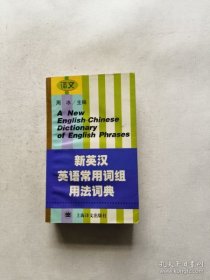 译文
周冰/主编
A New
English-Chinese
Dictionary
of English Phrases
新英汉
英语常用词组
用法词典
上海译文出版社